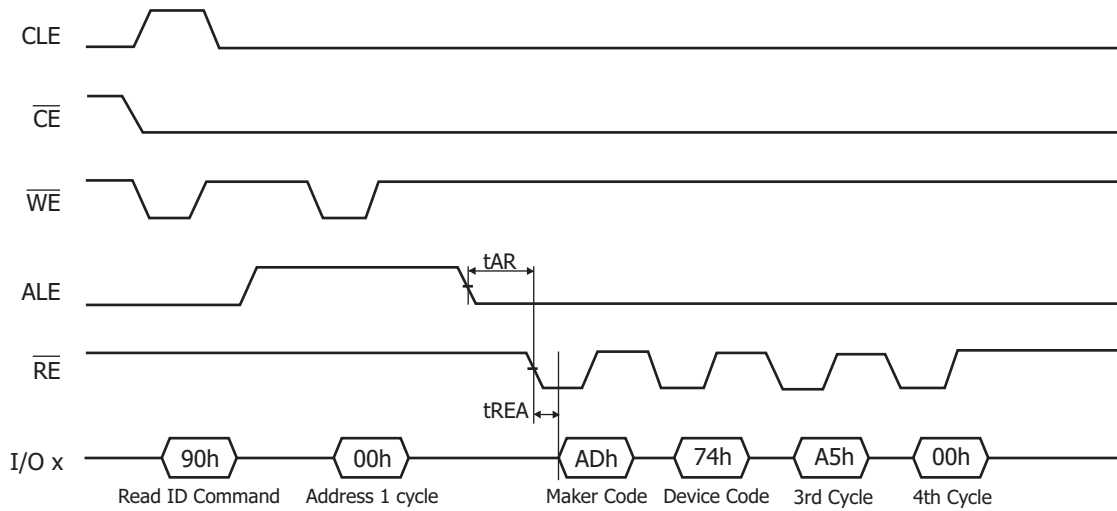 CLE
CE
WE
ALE
tAR
RE
tREA
I/O x
90h
00h
ADh
74h
A5h
00h
Read ID Command
Address 1 cycle
Maker Code
Device Code
3rd Cycle
4th Cycle